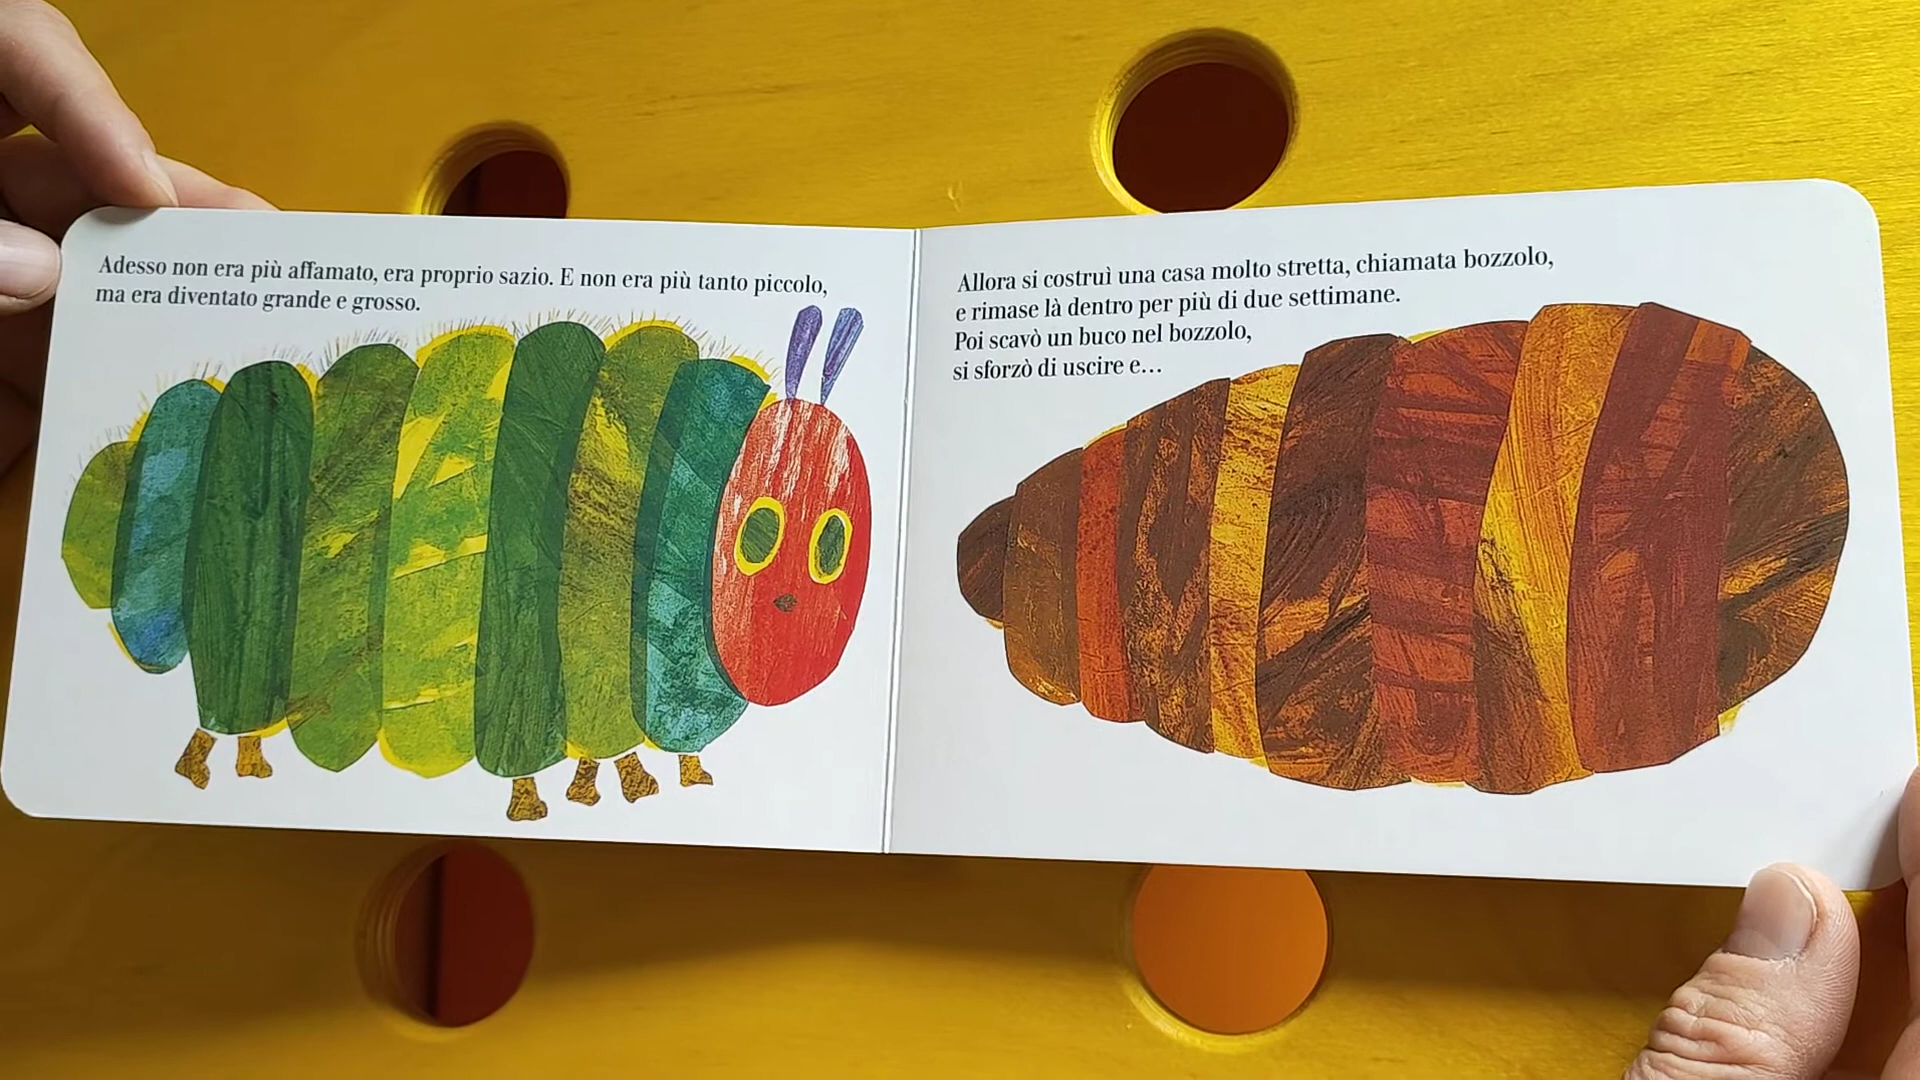 Adesso non era più affamato, era proprio sazio. E non era più tanto piccolo,
ma era diventato grande e grosso.
Allora si costruì una casa molto stretta, chiamata bozzolo,
e rimase là dentro per più di due settimane.
Poi scavò un buco nel bozzolo,
si sforzò di uscire e…